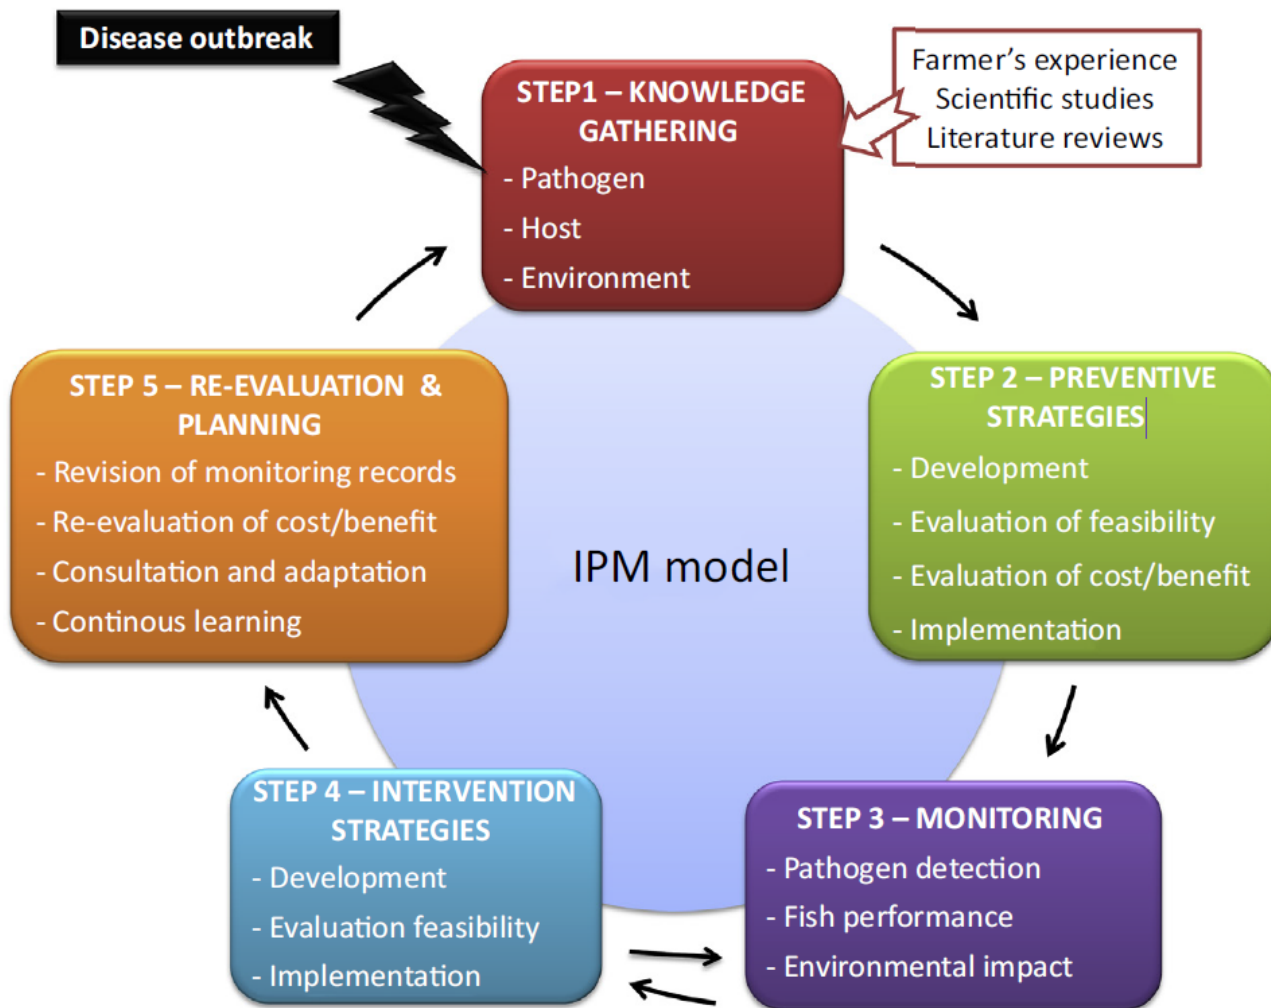 Disease outbreak
Farmer’s experience
Scientific studies
Literature reviews
STEP1 – KNOWLEDGE
GATHERING
- Pathogen
- Host
- Environment
STEP 2 – PREVENTIVE
STRATEGIES
- Development
- Evaluation of feasibility
- Evaluation of cost/benefit
- Implementation
STEP 3 – MONITORING
- Pathogen detection
- Fish performance
- Environmental impact
STEP 4 – INTERVENTION
STRATEGIES
- Development
- Evaluation feasibility
- Implementation
STEP 5 – RE-EVALUATION &
PLANNING
- Revision of monitoring records
- Re-evaluation of cost/benefit
- Consultation and adaptation
- Continous learning
IPM model